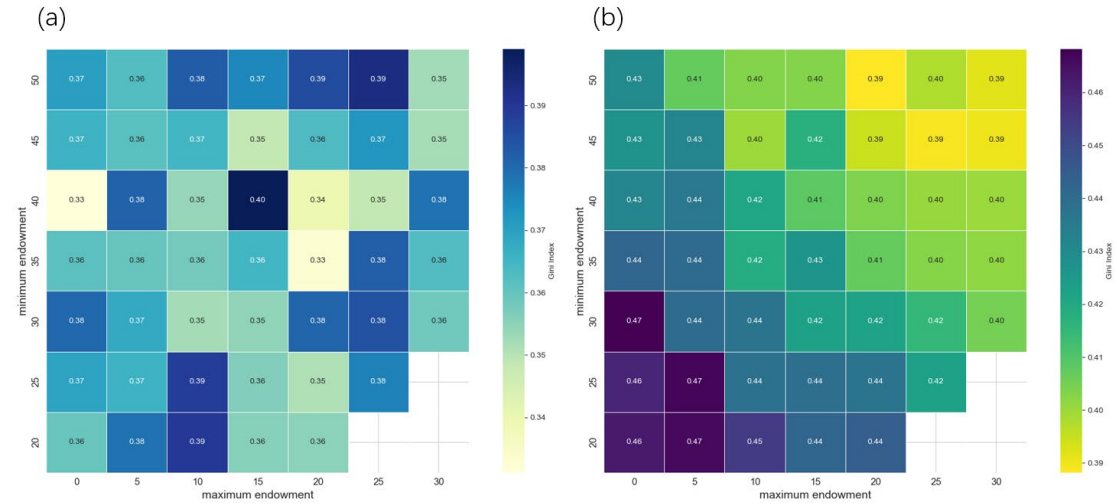 (a)
50 0.37 0.36 0.38 0.37 0.39 0.39 0.35
45 0.37 0.36 0.37 0.35 0.36 0.37 0.35
40 0.33 0.38 0.35 0.40 0.34 0.35 0.38
35 0.36 0.36 0.36 0.36 0.33 0.38 0.36
30 0.38 0.37 0.35 0.35 0.38 0.38 0.36
25 0.37 0.37 0.39 0.36 0.35 0.38
20 0.36 0.38 0.39 0.36 0.36
0 5 10 15 20 25 30
maximum endowment
minimum endowment
0.39
0.38
0.37
0.36
0.35
0.34
Gini Index
(b)
50 0.43 0.41 0.40 0.40 0.39 0.40 0.39
45 0.43 0.43 0.40 0.42 0.39 0.39 0.39
40 0.43 0.44 0.42 0.41 0.40 0.40 0.40
35 0.44 0.44 0.42 0.43 0.41 0.40 0.40
30 0.47 0.44 0.44 0.42 0.42 0.42 0.40
25 0.46 0.47 0.44 0.44 0.44 0.42
20 0.46 0.47 0.45 0.44 0.44
0 5 10 15 20 25 30
maximum endowment
minimum endowment
0.46
0.45
0.44
0.43
0.42
0.41
0.40
0.39
Gini Index